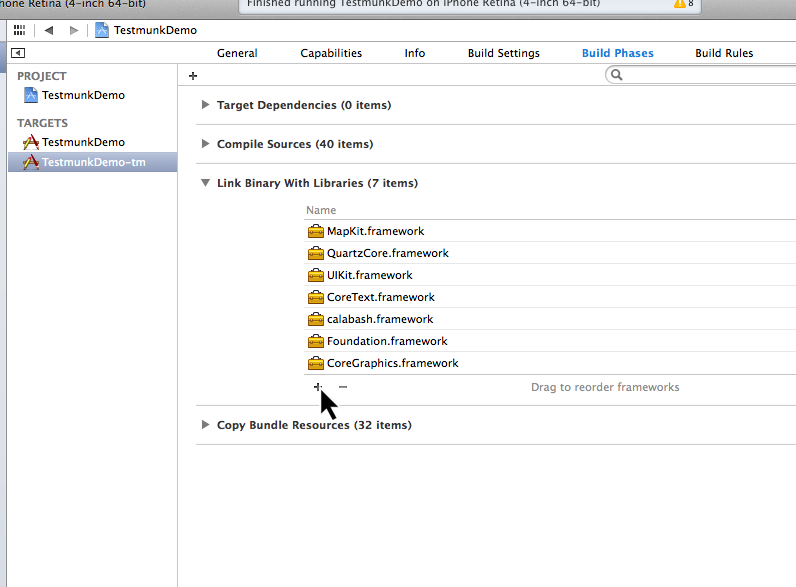 hone Retina (4-inch 64-bit)
Finished running TestmunkDemo on iPhone Retina (4-inch 64-bit)
8
TestmunkDemo
General Capabilities Info Build Settings Build Phases Build Rules
PROJECT
TestmunkDemo
TARGETS
TestmunkDemo
TestmunkDemo-tm
Target Dependencies (0 items)
Compile Sources (40 items)
Link Binary With Libraries (7 items)
Name
MapKit.framework
QuartzCore.framework
UIKit.framework
CoreText.framework
calabash.framework
Foundation.framework
CoreGraphics.framework
Drag to reorder frameworks
Copy Bundle Resources (32 items)